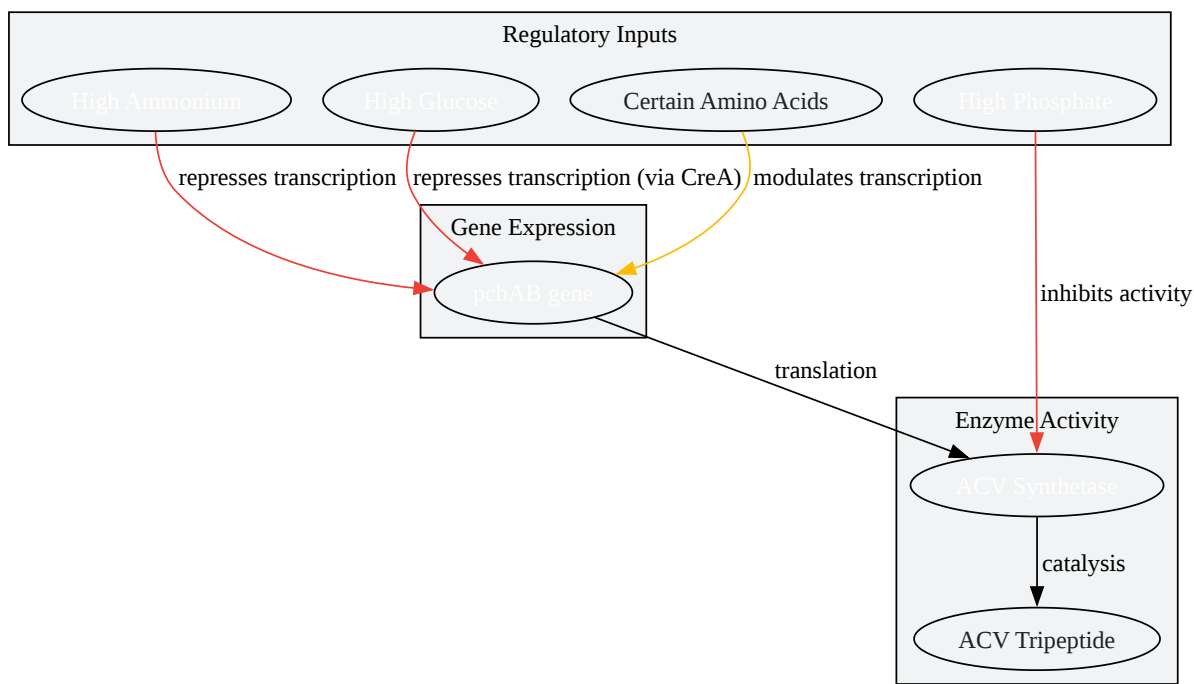 Regulatory Inputs
High Ammonium
High Glucose
Certain Amino Acids
High Phosphate
represses transcription
represses transcription (via CreA)
modulates transcription
Gene Expression
pcbAB gene
inhibits activity
translation
Enzyme Activity
ACV Synthetase
catalysis
ACV Tripeptide